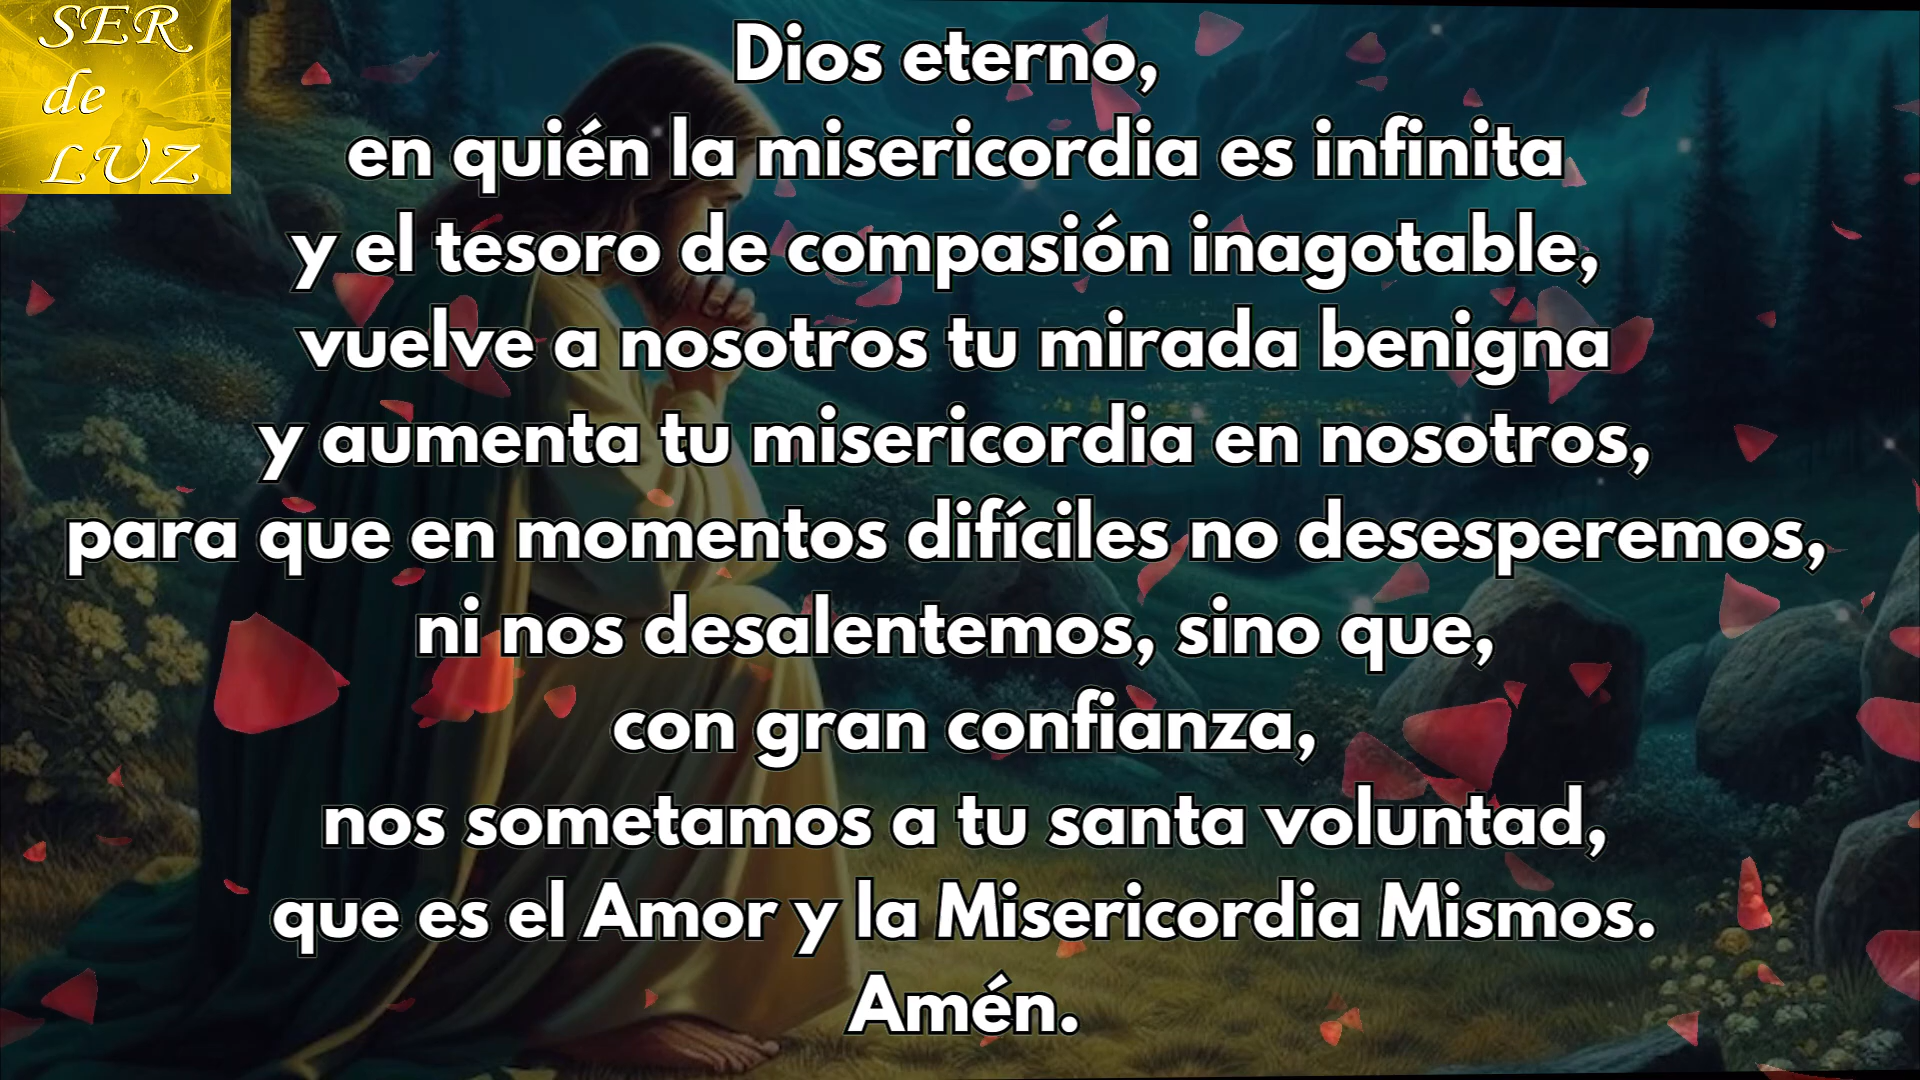 SER
de
LUZ
Dios eterno,
en quién la misericordia es infinita
y el tesoro de compasión inagotable,
vuelve a nosotros tu mirada benigna
y aumenta tu misericordia en nosotros,
para que en momentos difíciles no desesperemos,
ni nos desalentemos, sino que,
con gran confianza,
nos sometamos a tu santa voluntad,
que es el Amor y la Misericordia Mismos.
Amén.